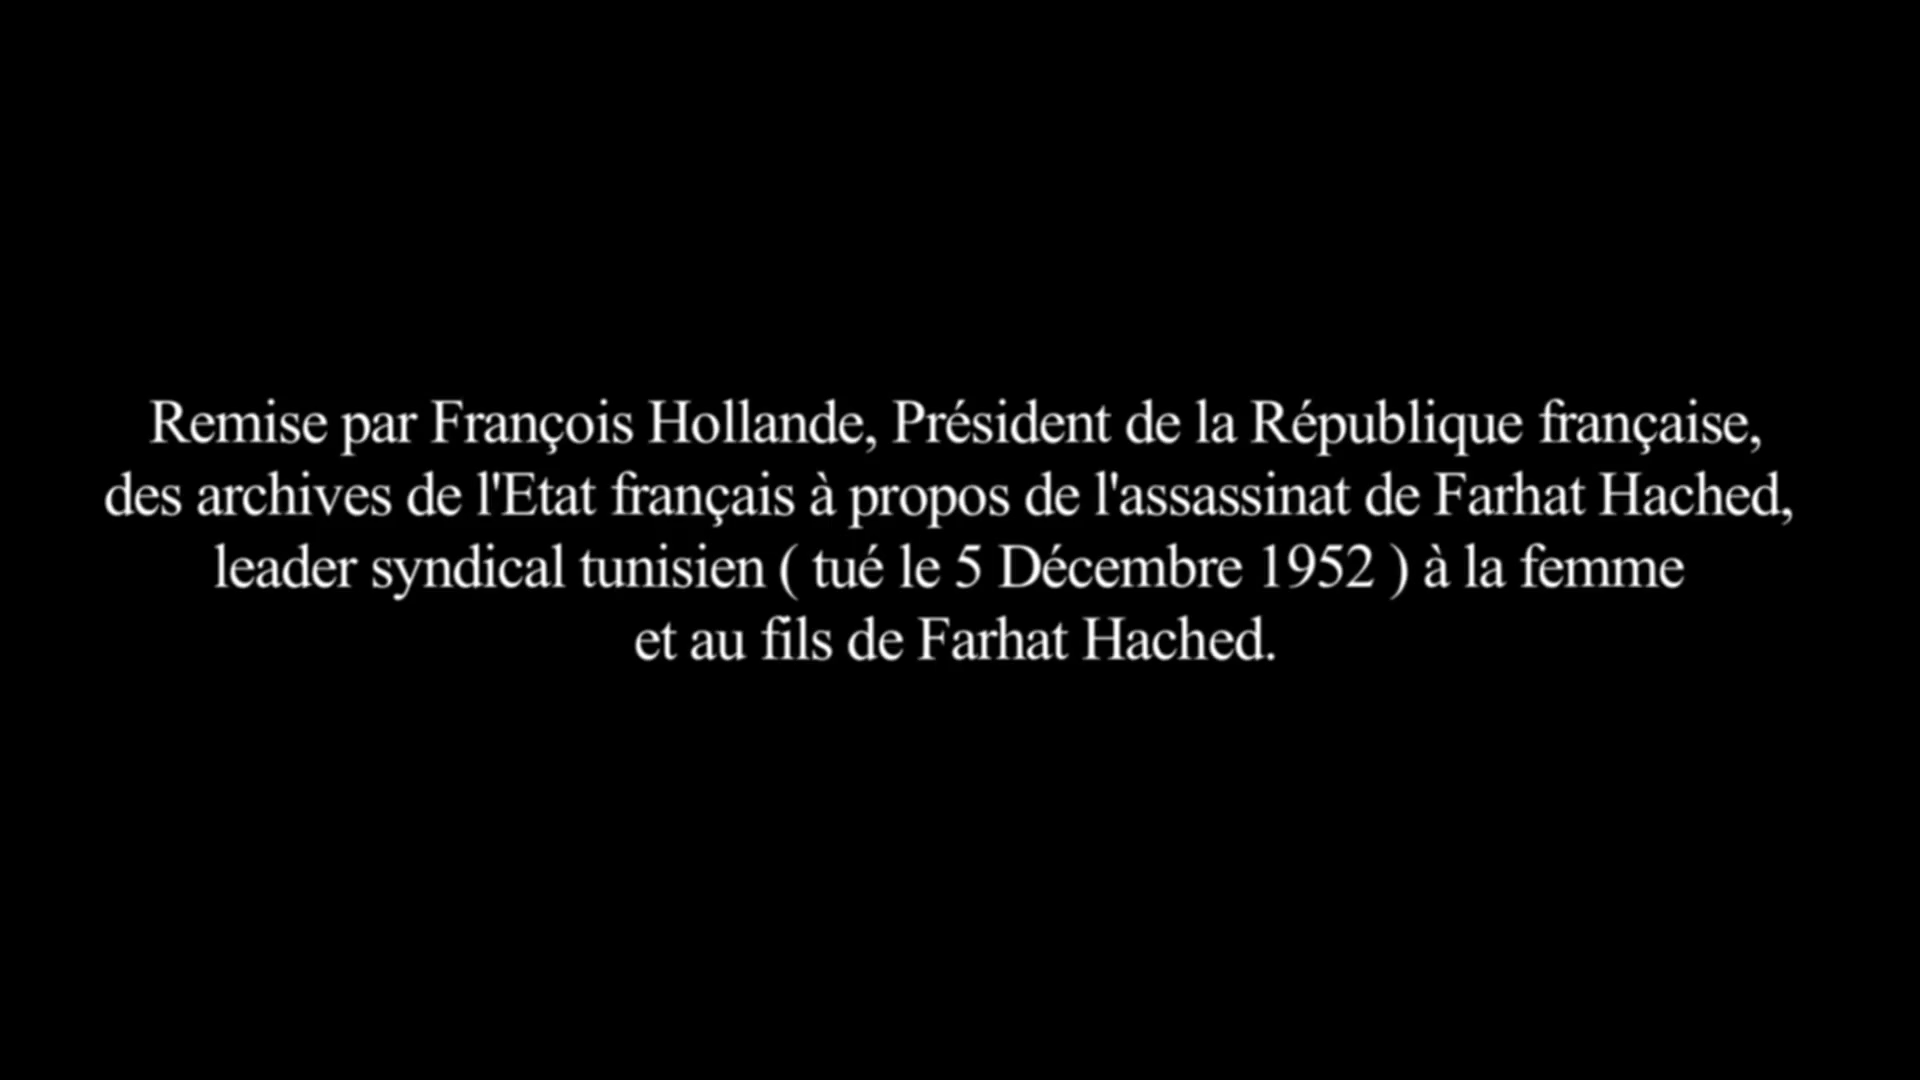 Remise par François Hollande, Président de la République française,
des archives de l'Etat français à propos de l'assassinat de Farhat Hached,
leader syndical tunisien ( tué le 5 Décembre 1952 ) à la femme
et au fils de Farhat Hached.